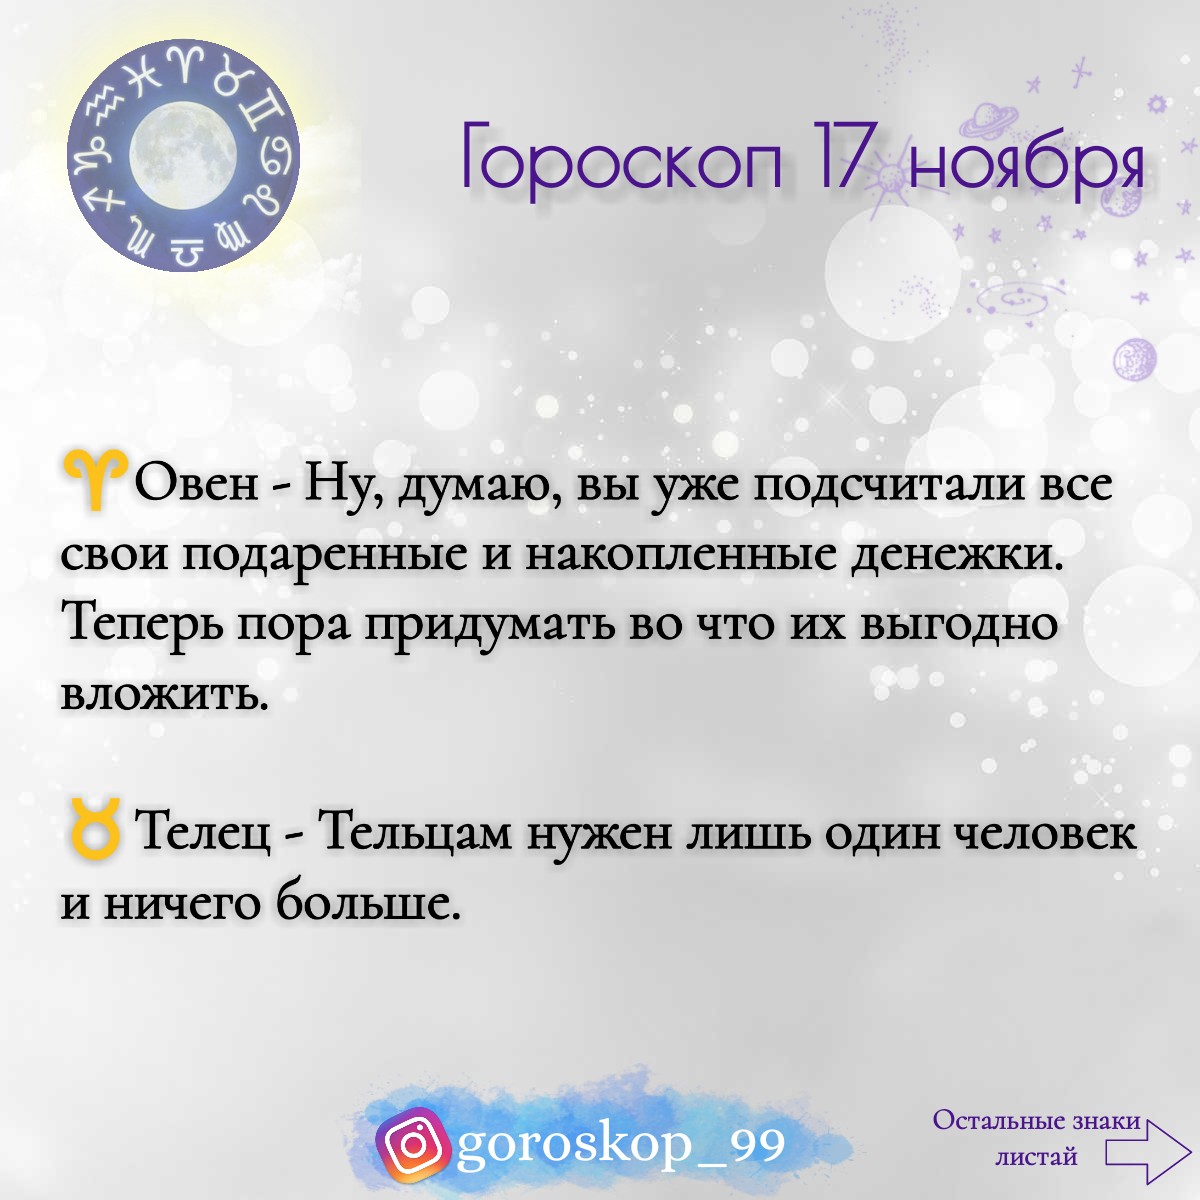 Гороскоп 17 ноября
♈Овен - Ну, думаю, вы уже подсчитали все
свои подаренные и накопленные денежки.
Теперь пора придумать во что их выгодно
вложить.
♉Телец - Тельцам нужен лишь один человек
и ничего больше.
goroskop_99
Остальные знаки
листай